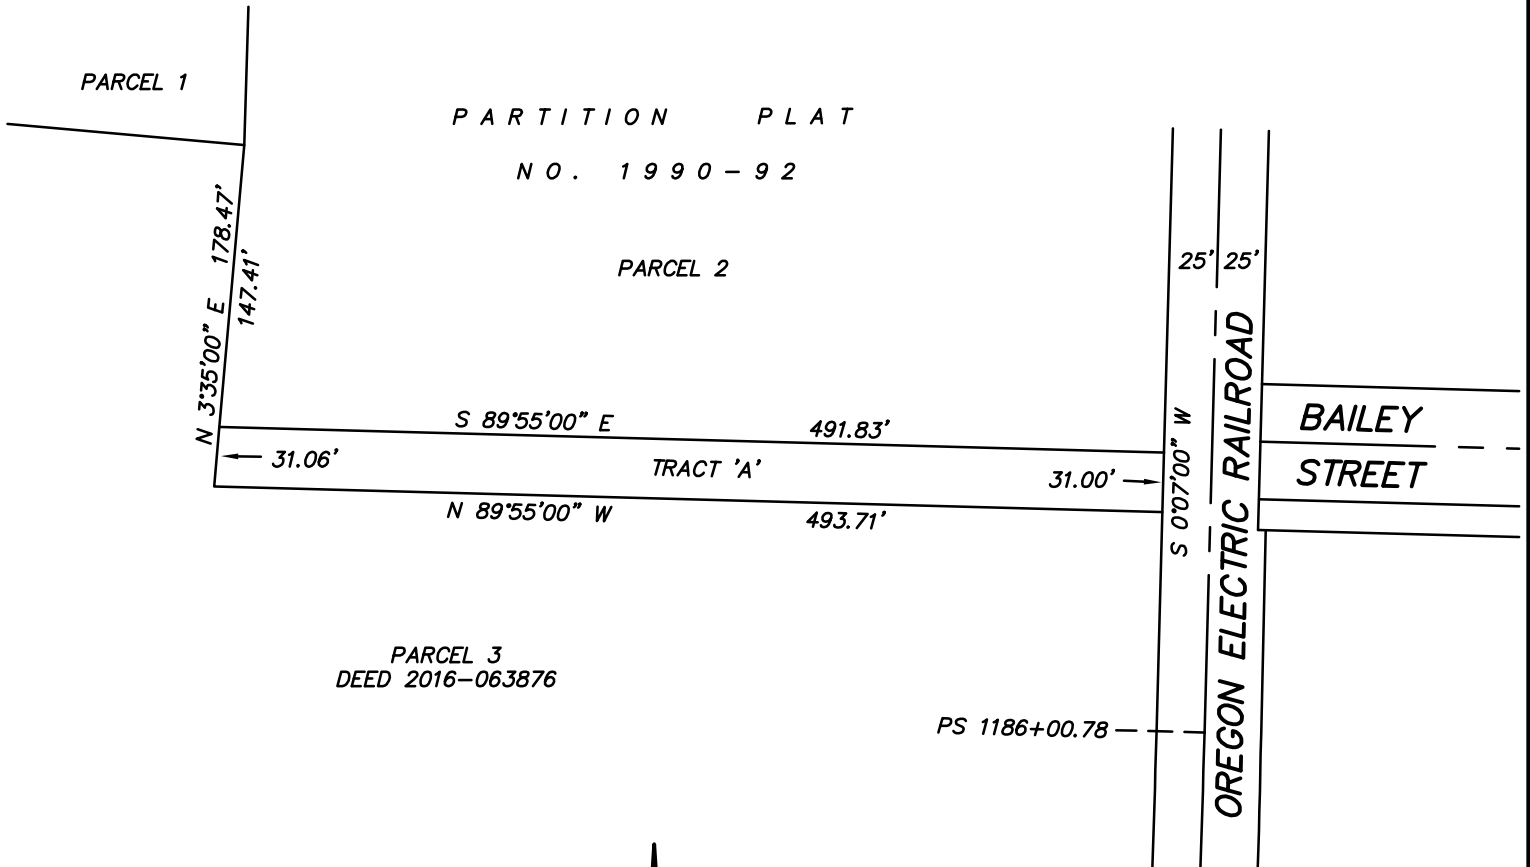 PARCEL 1
PARTITION PLAT
NO. 1990-92
N 3°35'00" E 178.47'
147.41'
PARCEL 2
25' 25'
S 89°55'00" E 491.83'
31.06'
TRACT 'A'
31.00'
N 89°55'00" W 493.71'
S 0°07'00" W
OREGON ELECTRIC RAILROAD
BAILEY
STREET
PARCEL 3
DEED 2016-063876
PS 1186+00.78